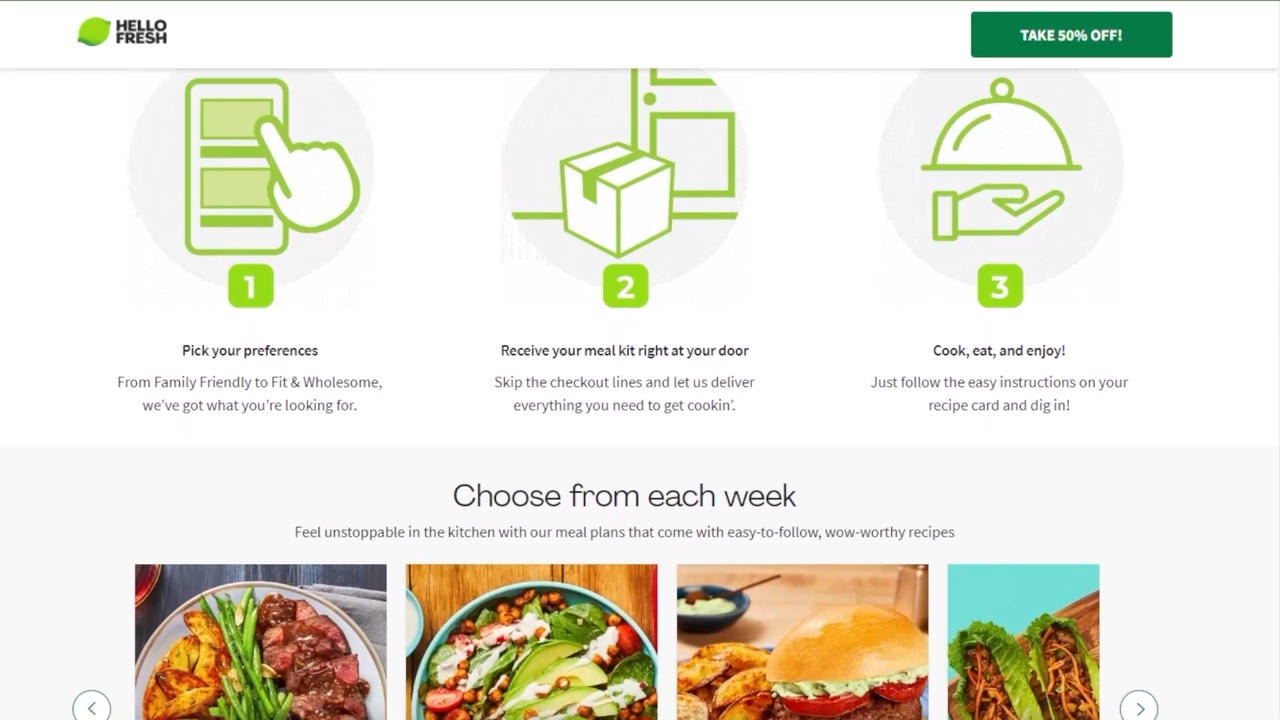 HELLO
FRESH
TAKE 50% OFF!
1
2
3
Pick your preferences
From Family Friendly to Fit & Wholesome,
we’ve got what you’re looking for.
Receive your meal kit right at your door
Skip the checkout lines and let us deliver
everything you need to get cookin’.
Cook, eat, and enjoy!
Just follow the easy instructions on your
recipe card and dig in!
Choose from each week
Feel unstoppable in the kitchen with our meal plans that come with easy-to-follow, wow-worthy recipes